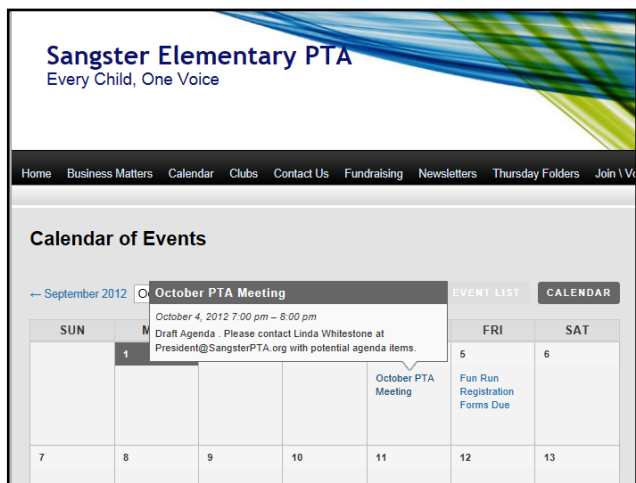 Sangster Elementary PTA
Every Child, One Voice
Home Business Matters Calendar Clubs Contact Us Fundraising Newsletters Thursday Folders Join \
Calendar of Events
← September 2012
October PTA Meeting
EVENT LIST CALENDAR
October 4, 2012 7:00 pm – 8:00 pm
Draft Agenda . Please contact Linda Whitestone at
President@SangsterPTA.org with potential agenda items.
SUN FRI SAT
1 5 6
October PTA Fun Run
Meeting Registration
Forms Due
7 8 9 10 11 12 13